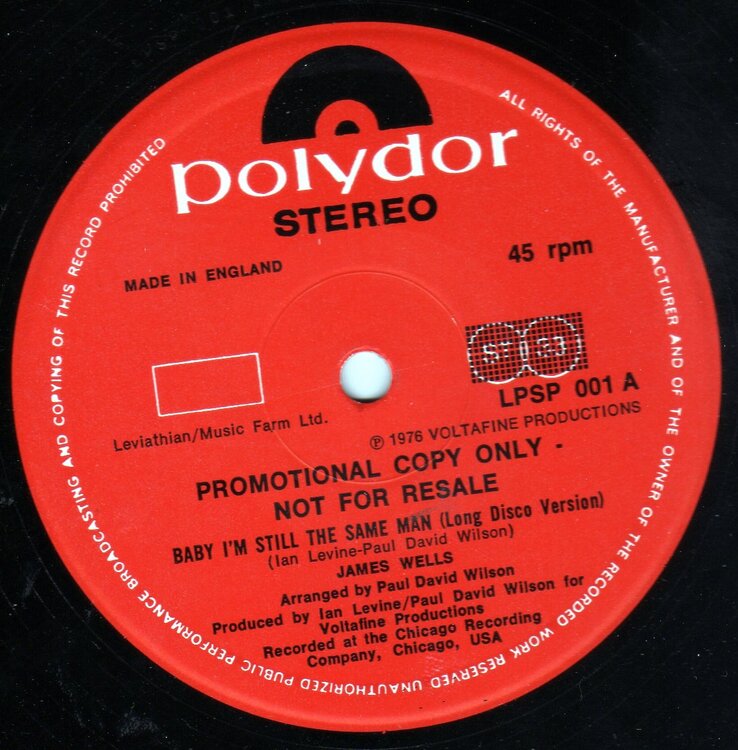 polydor
STEREO
MADE IN ENGLAND
45 rpm
LPSP 001 A
Leviathian/Music Farm Ltd.
℗ 1976 VOLTAFINE PRODUCTIONS
PROMOTIONAL COPY ONLY -
NOT FOR RESALE
BABY I'M STILL THE SAME MAN (Long Disco Version)
(Ian Levine-Paul David Wilson)
JAMES WELLS
Arranged by Paul David Wilson
Produced by Ian Levine/Paul David Wilson for
Voltafine Productions
Recorded at the Chicago Recording
Company, Chicago, USA
ALL RIGHTS OF THE MANUFACTURER AND OF THE OWNER OF THE RECORDED WORK RESERVED UNAUTHORIZED PUBLIC PERFORMANCE BROADCASTING AND COPYING OF THIS RECORD PROHIBITED